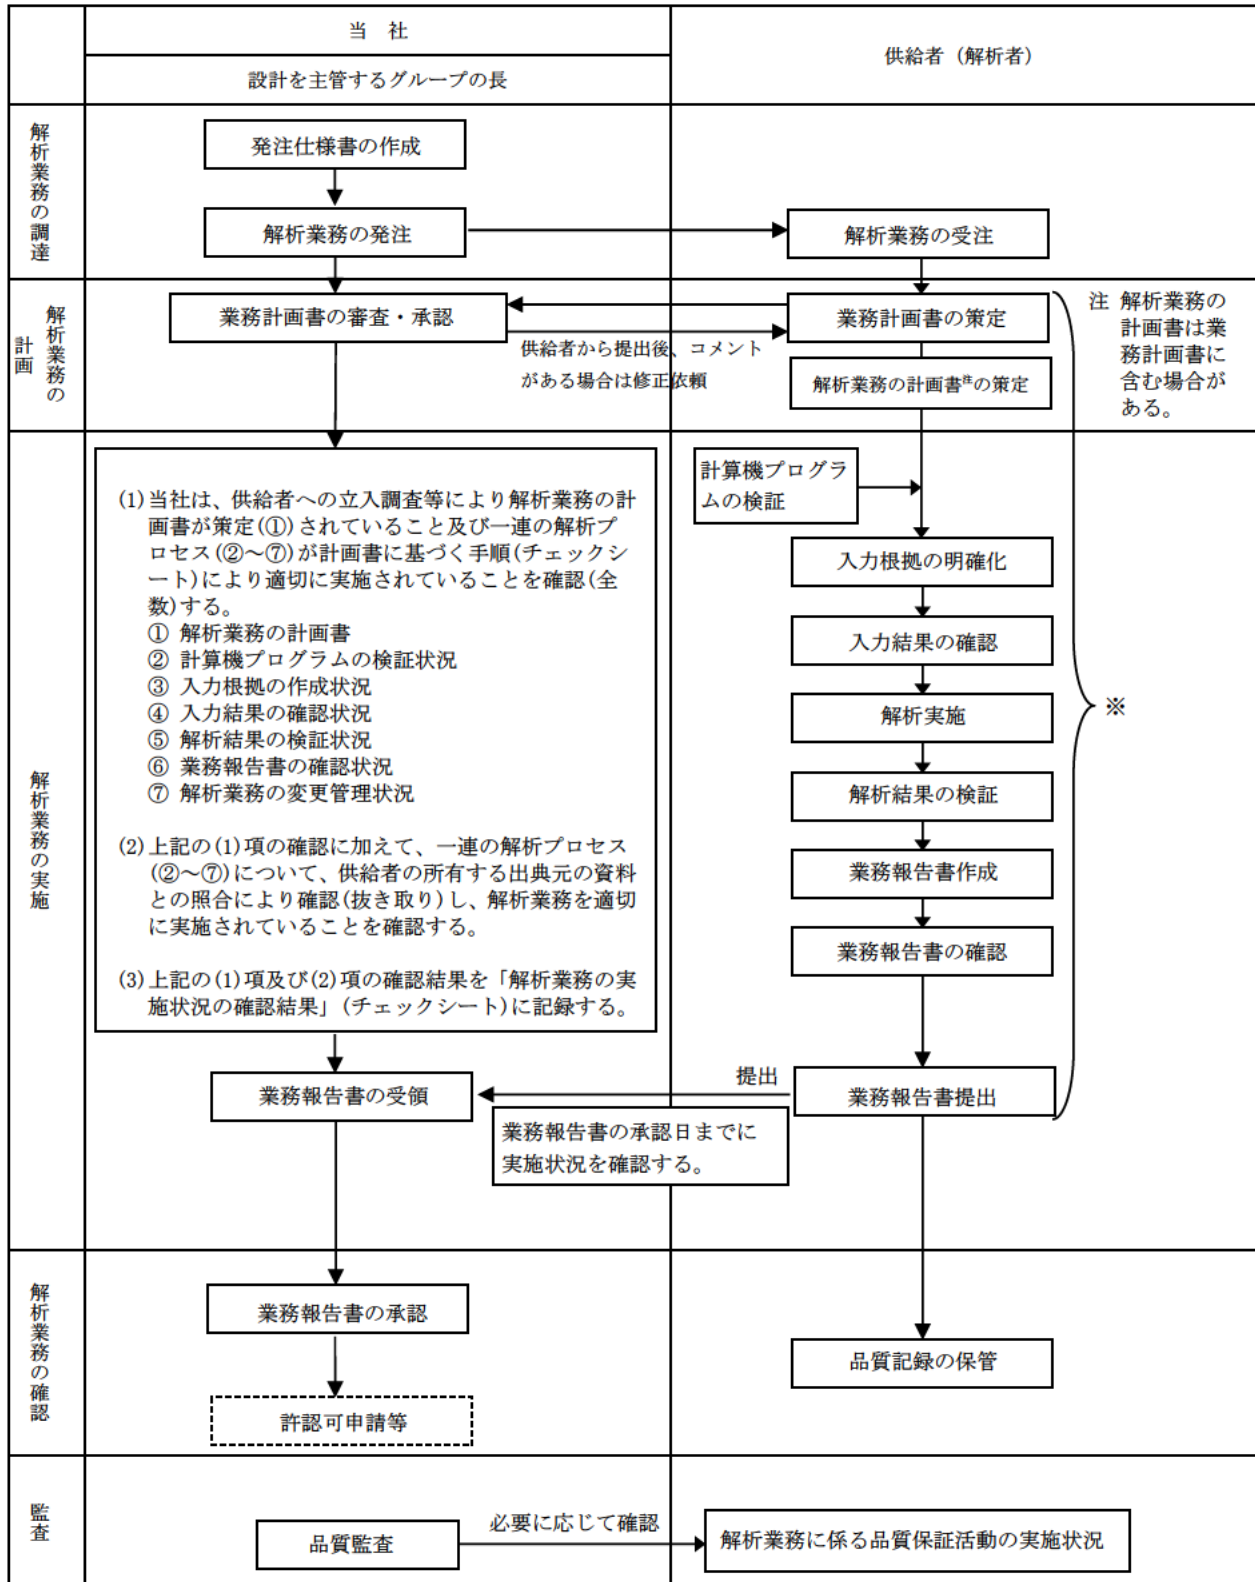 当 社
設計を主管するグループの長
供給者（解析者）
解析業務の調達
発注仕様書の作成
解析業務の発注
解析業務の受注
解析業務の
計画
業務計画書の審査・承認
業務計画書の策定
供給者から提出後、コメント
がある場合は修正依頼
解析業務の計画書注の策定
注 解析業務の
計画書は業
務計画書に
含む場合が
ある。
解析業務の実施
(1)当社は、供給者への立入調査等により解析業務の計
画書が策定(①)されていること及び一連の解析プ
ロセス(②～⑦)が計画書に基づく手順(チェックシ
ート)により適切に実施されていることを確認(全
数)する。
① 解析業務の計画書
② 計算機プログラムの検証状況
③ 入力根拠の作成状況
④ 入力結果の確認状況
⑤ 解析結果の検証状況
⑥ 業務報告書の確認状況
⑦ 解析業務の変更管理状況
(2)上記の(1)項の確認に加えて、一連の解析プロセス
(②～⑦)について、供給者の所有する出典元の資料
との照合により確認(抜き取り)し、解析業務を適切
に実施されていることを確認する。
(3)上記の(1)項及び(2)項の確認結果を「解析業務の実
施状況の確認結果」(チェックシート)に記録する。
計算機プログラ
ムの検証
入力根拠の明確化
入力結果の確認
解析実施
解析結果の検証
業務報告書作成
業務報告書の確認
※
業務報告書の受領
提出
業務報告書提出
業務報告書の承認日までに
実施状況を確認する。
解析業務の確認
業務報告書の承認
品質記録の保管
許認可申請等
監査
品質監査
必要に応じて確認
解析業務に係る品質保証活動の実施状況